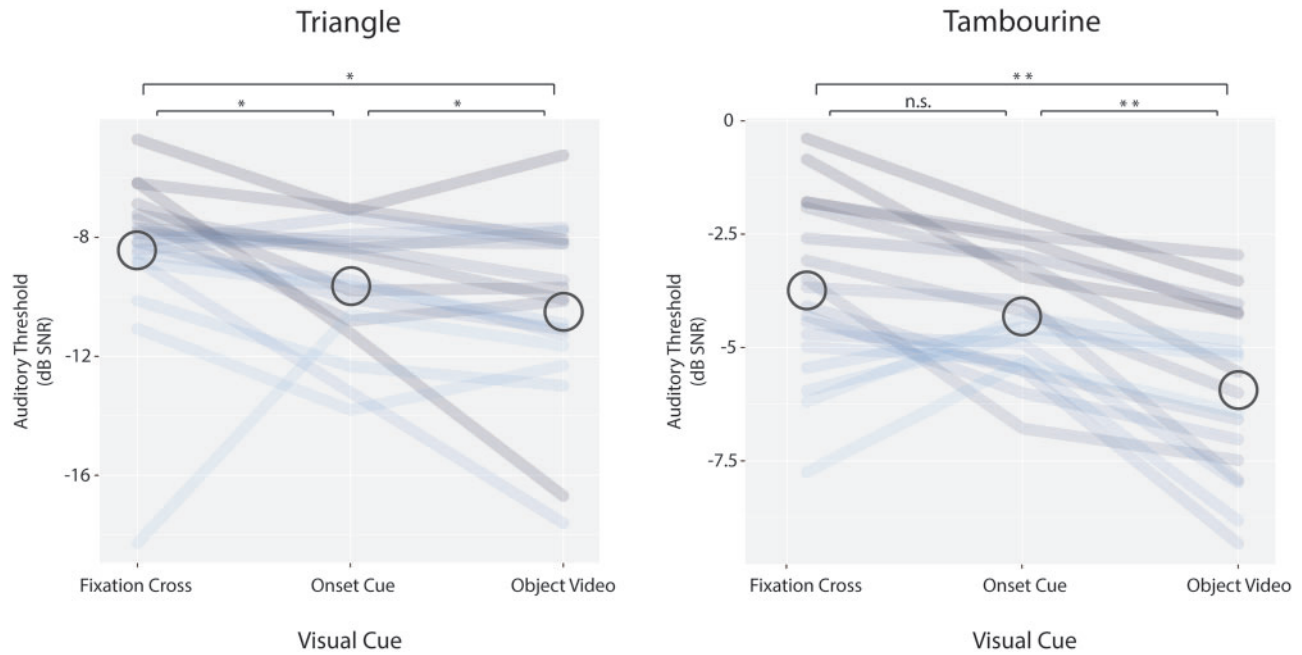 Triangle
*
*
*
-8
-12
-16
Auditory Threshold
(dB SNR)
Fixation Cross
Onset Cue
Object Video
Visual Cue
Tambourine
**
n.s.
**
0
-2.5
-5
-7.5
Auditory Threshold
(dB SNR)
Fixation Cross
Onset Cue
Object Video
Visual Cue